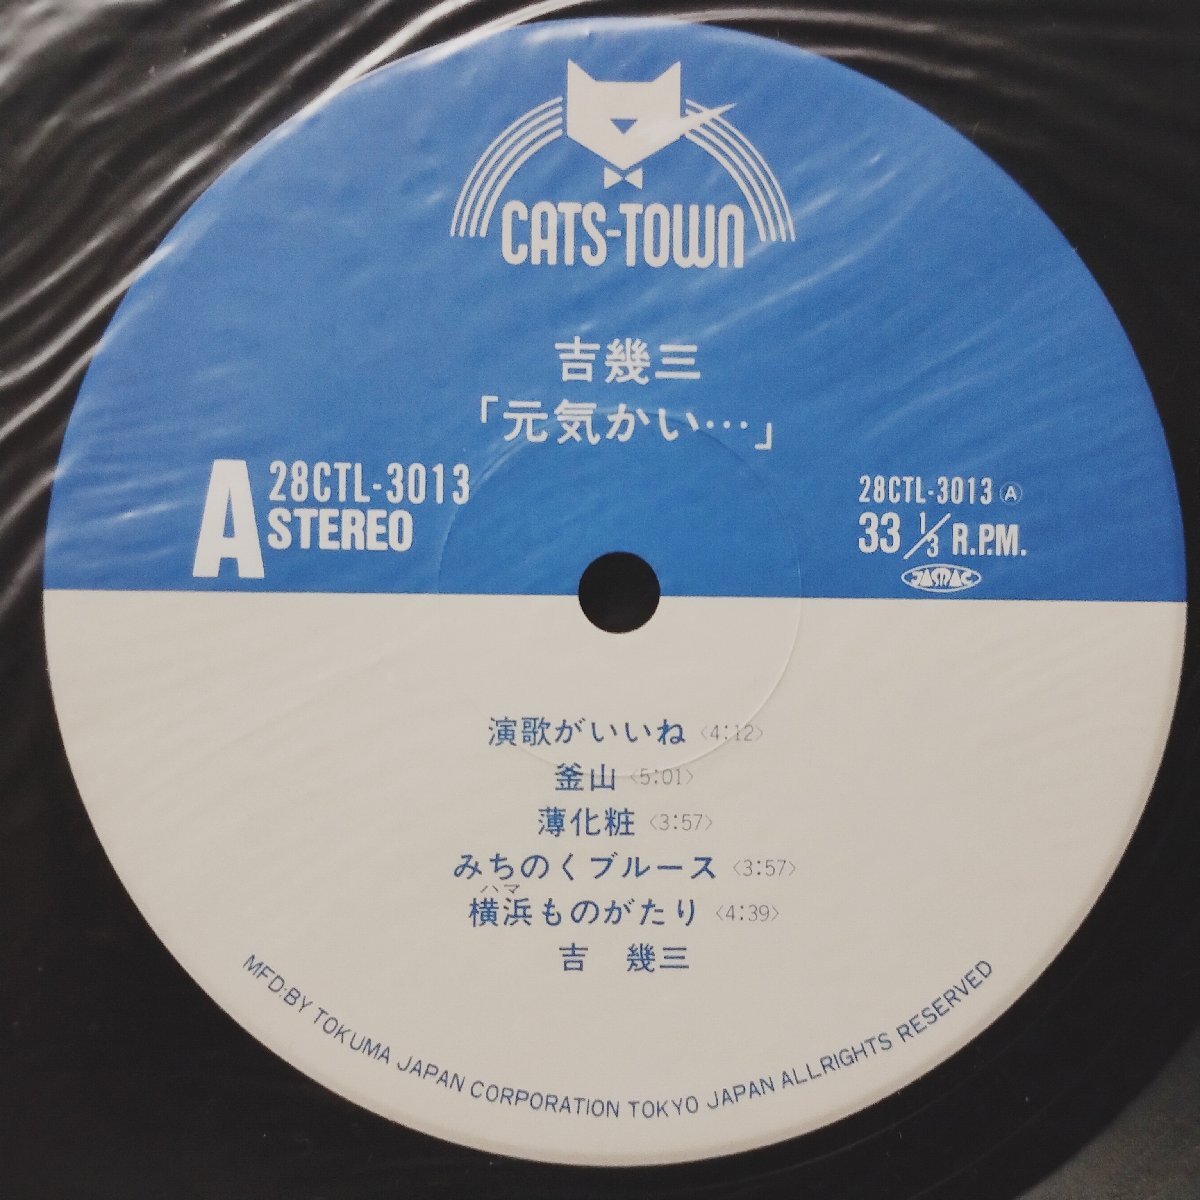 CATS-TOWN
吉幾三
「元気かい…」
A
28CTL-3013
STEREO
28CTL-3013 Ⓐ
33 1/3 R.P.M.
JASRAC
演歌がいいね 〈4:12〉
釜山 〈5:01〉
薄化粧 〈3:57〉
みちのくブルース 〈3:57〉
ハマ
横浜ものがたり 〈4:39〉
吉 幾三
MFD:BY TOKUMA JAPAN CORPORATION TOKYO JAPAN ALLRIGHTS RESERVED